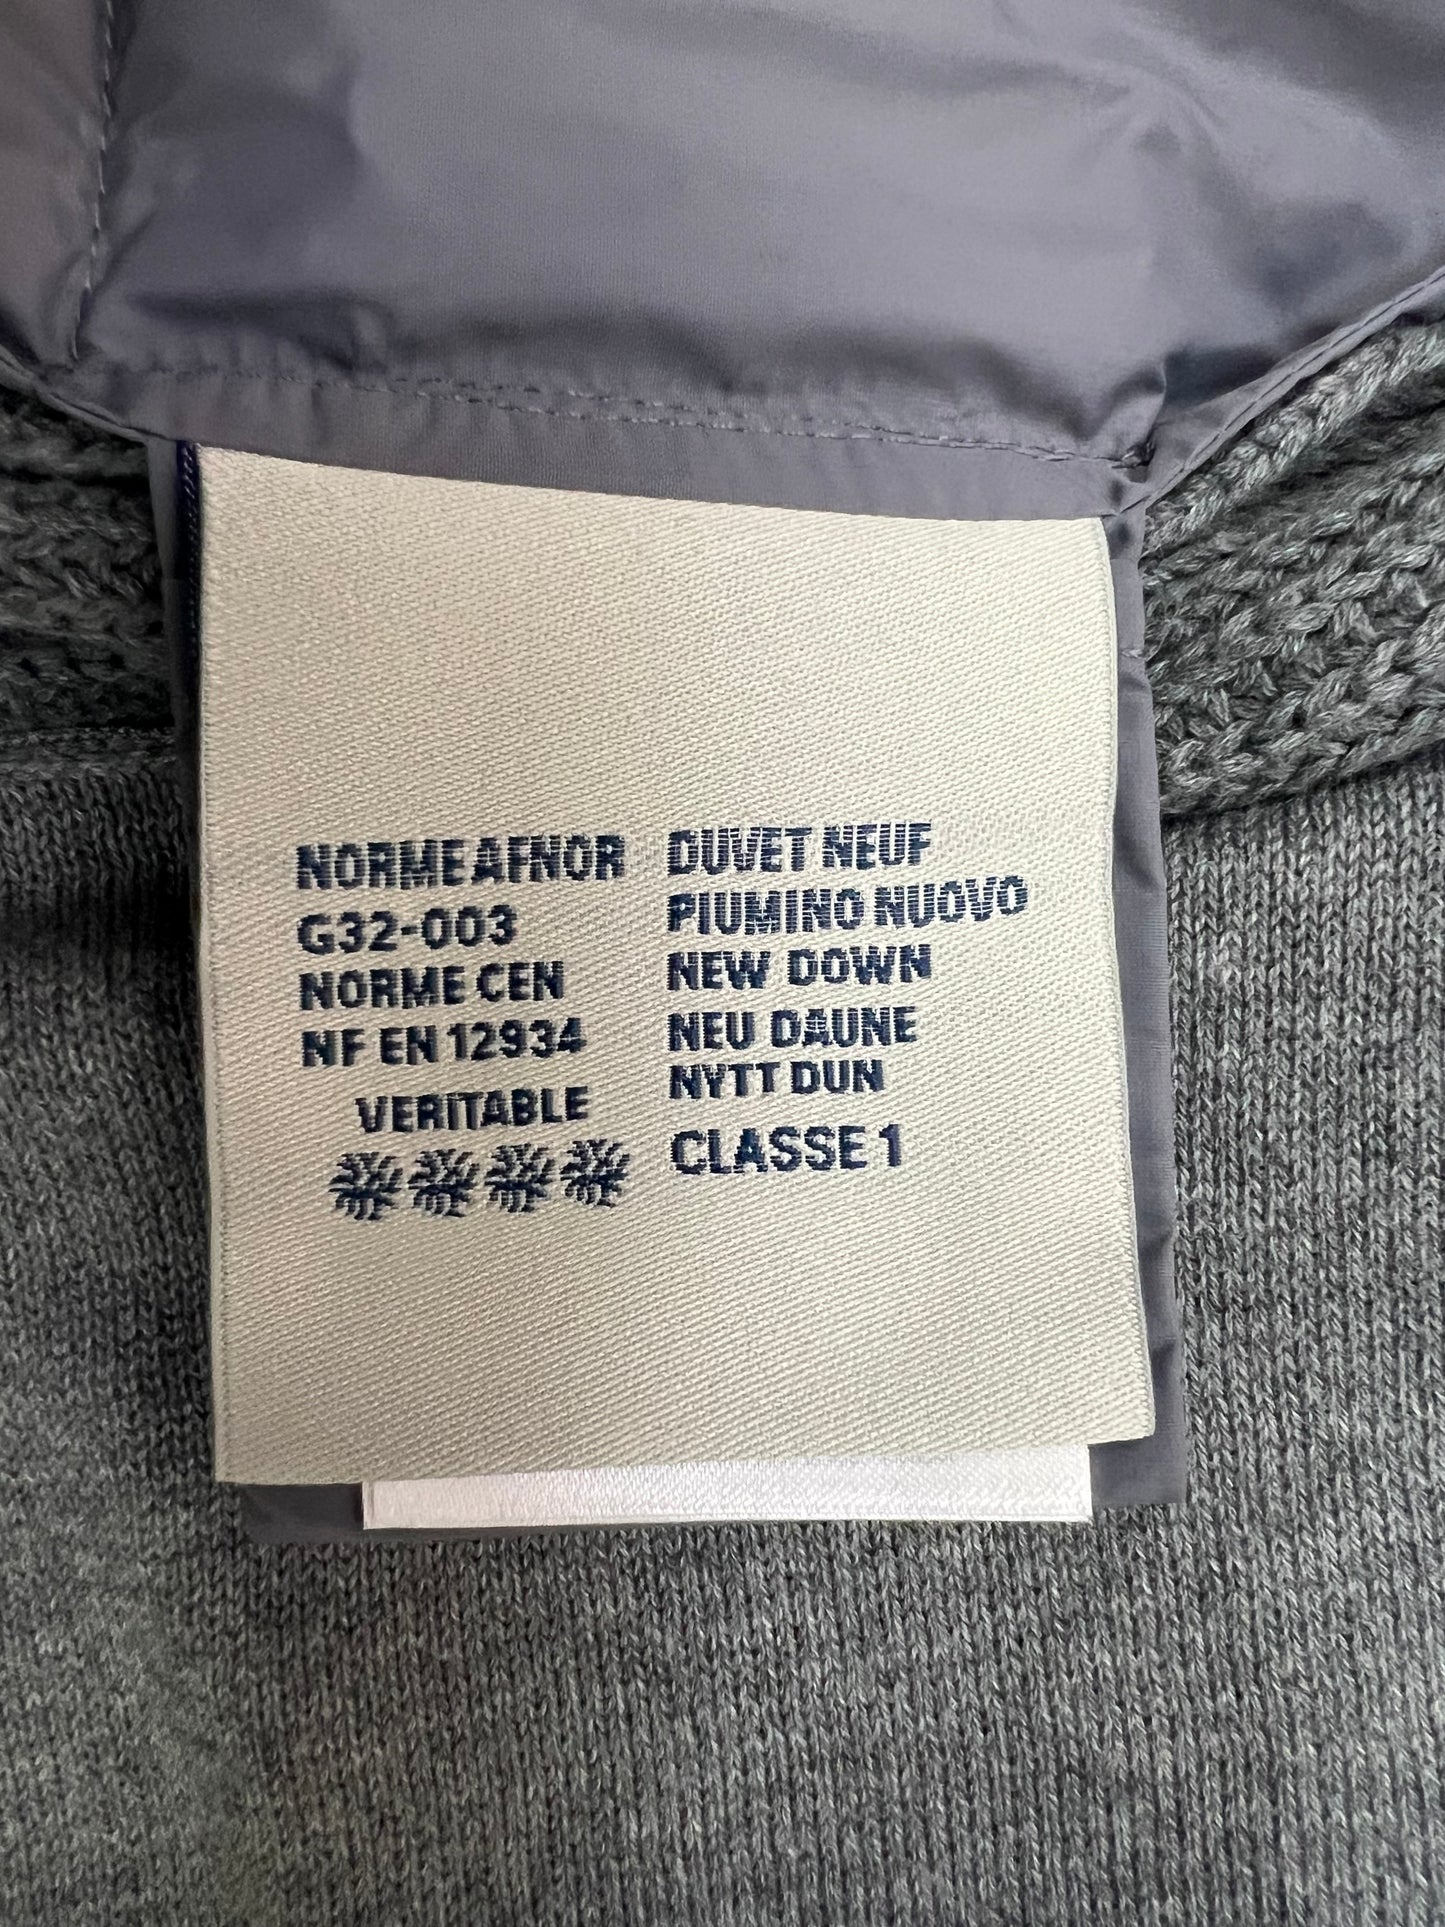 NORME AFNOR
G32-003
NORME CEN
NF EN 12934
VERITABLE
DUVET NEUF
PIUMINO NUOVO
NEW DOWN
NEU DAUNE
NYTT DUN
CLASSE 1